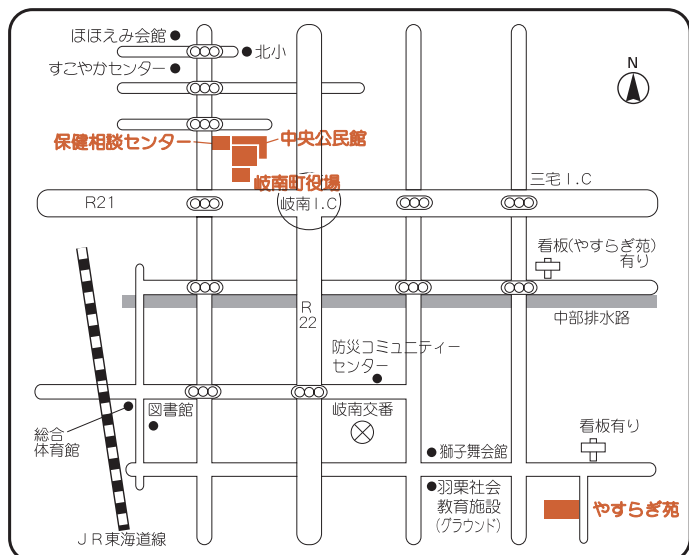 ほほえみ会館
北小
すこやかセンター
N
保健相談センター
中央公民館
岐南町役場
三宅I.C
R21
岐南I.C
看板(やすらぎ苑)
有り
R
22
中部排水路
防災コミュニティー
センター
図書館
岐南交番
総合
体育館
看板有り
獅子舞会館
羽栗社会
教育施設
(グラウンド)
やすらぎ苑
JR東海道線